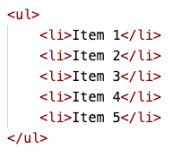 <ul>
    <li>Item 1</li>
    <li>Item 2</li>
    <li>Item 3</li>
    <li>Item 4</li>
    <li>Item 5</li>
</ul>